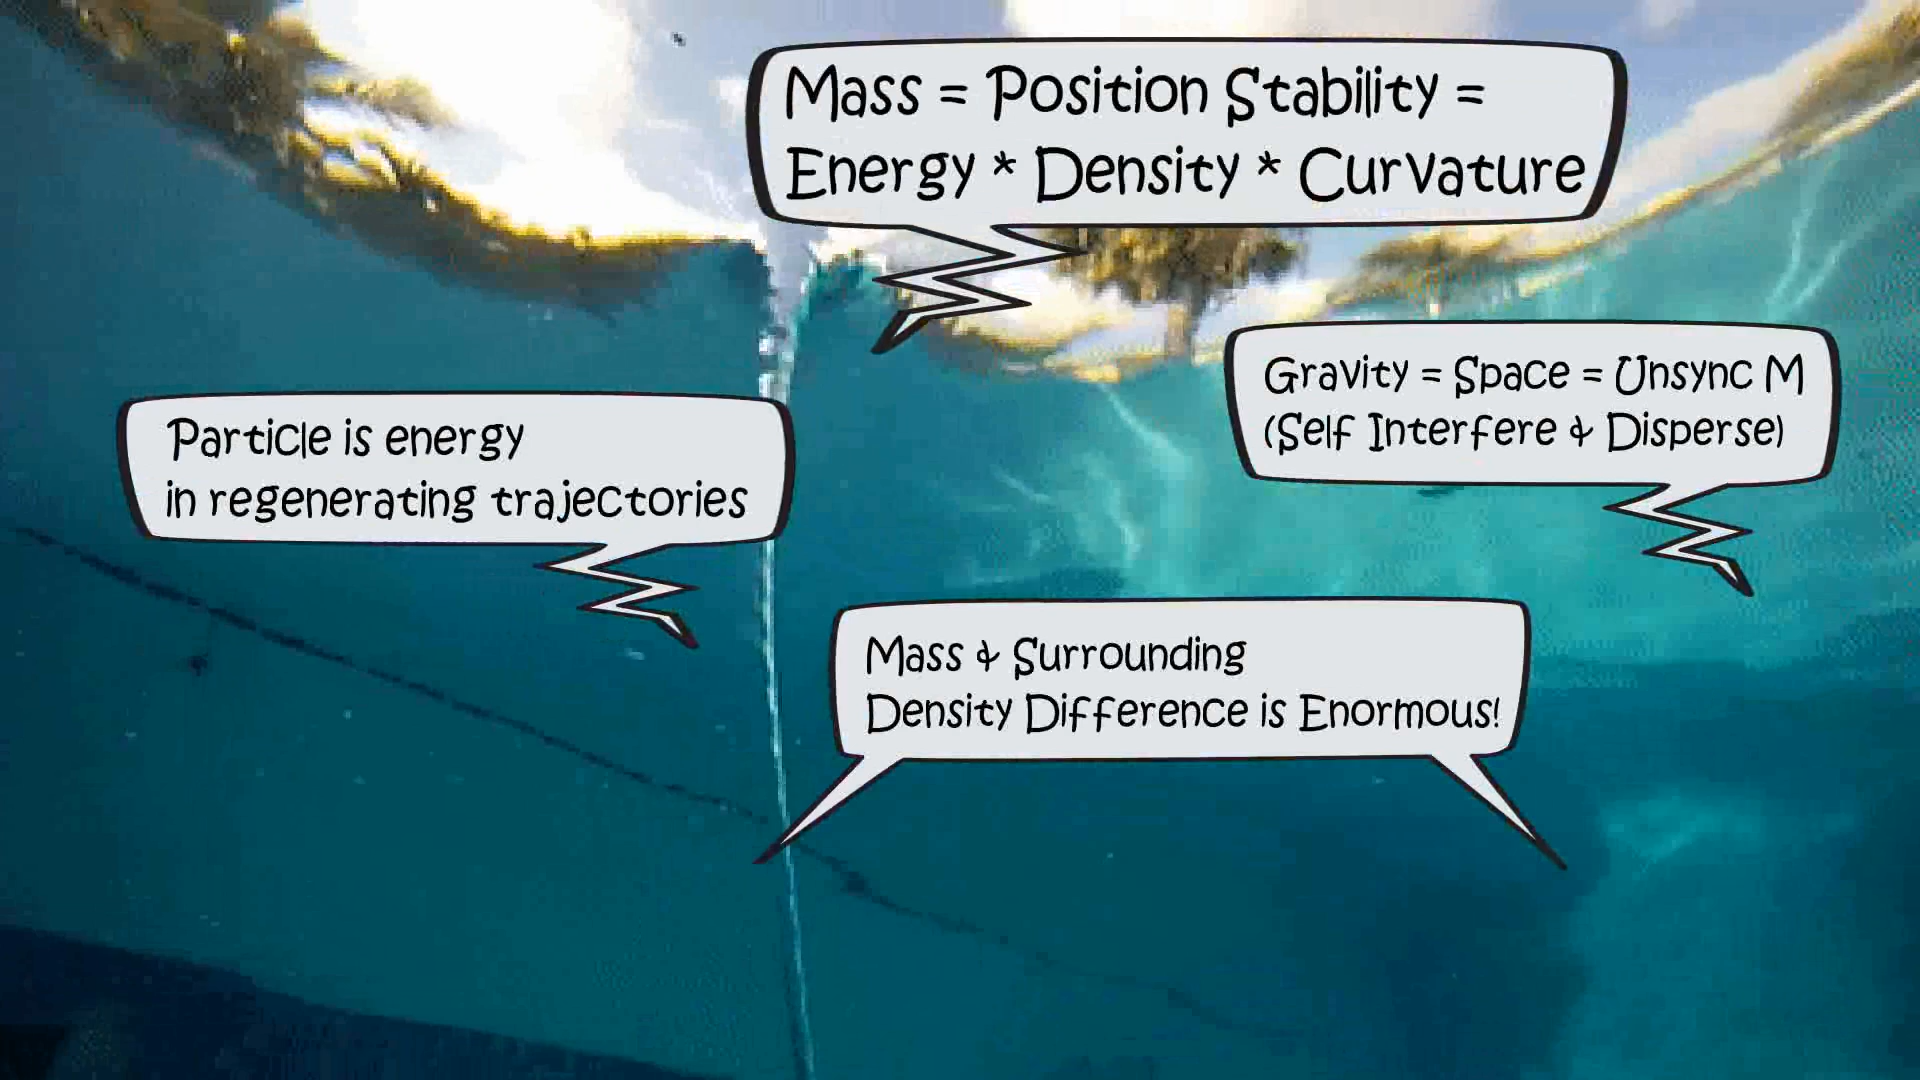 Mass = Position Stability =
Energy * Density * Curvature
Gravity = Space = Unsync M
(Self Interfere & Disperse)
Particle is energy
in regenerating trajectories
Mass & Surrounding
Density Difference is Enormous!